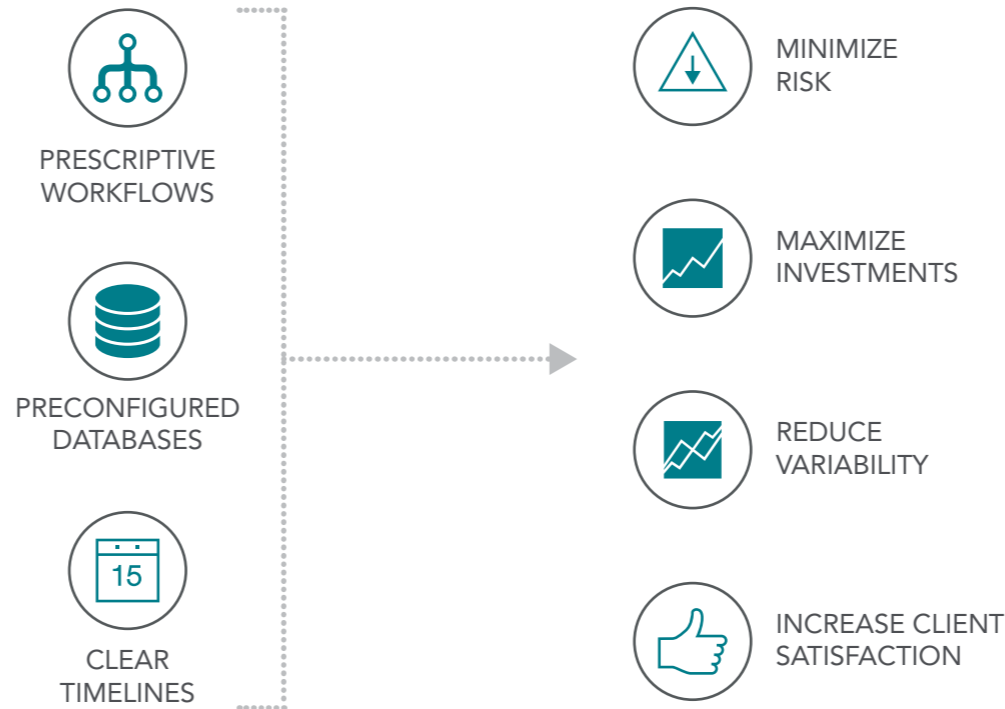 PRESCRIPTIVE
WORKFLOWS
PRECONFIGURED
DATABASES
15
CLEAR
TIMELINES
MINIMIZE
RISK
MAXIMIZE
INVESTMENTS
REDUCE
VARIABILITY
INCREASE CLIENT
SATISFACTION